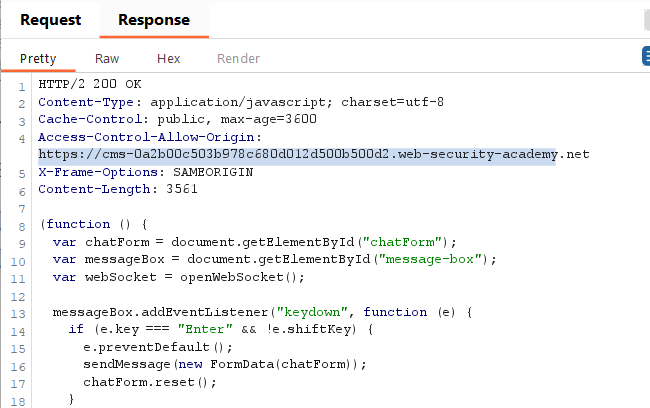 Request Response
Pretty Raw Hex Render
1 HTTP/2 200 OK
2 Content-Type: application/javascript; charset=utf-8
3 Cache-Control: public, max-age=3600
4 Access-Control-Allow-Origin:
https://cms-0a2b00c503b978c680d012d500b500d2.web-security-academy.net
5 X-Frame-Options: SAMEORIGIN
6 Content-Length: 3561
7
8 (function () {
9 var chatForm = document.getElementById("chatForm");
10 var messageBox = document.getElementById("message-box");
11 var webSocket = openWebSocket();
12
13 messageBox.addEventListener("keydown", function (e) {
14 if (e.key === "Enter" && !e.shiftKey) {
15 e.preventDefault();
16 sendMessage(new FormData(chatForm));
17 chatForm.reset();
18 }